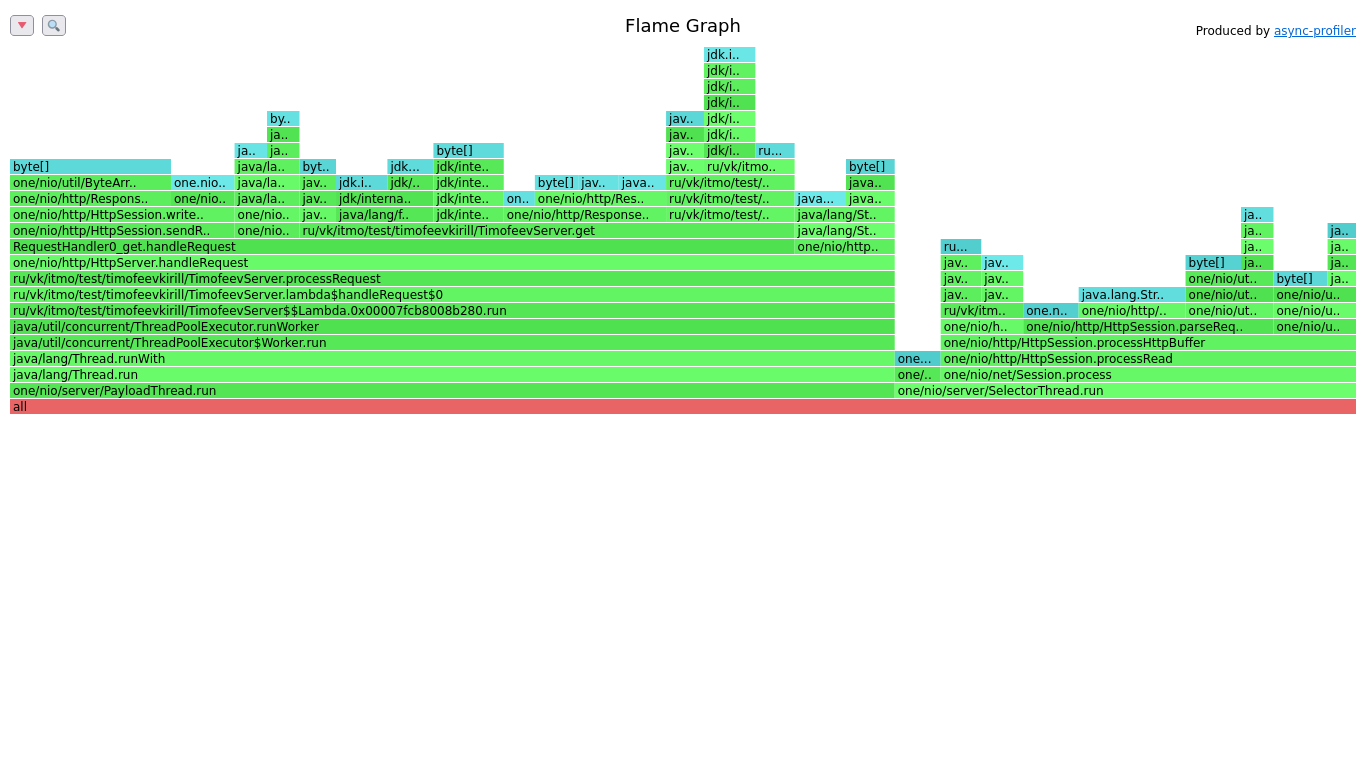 Flame Graph
Produced by async-profiler
jdk.i..
jdk/i..
jdk/i..
jdk/i..
by.. jav.. jdk/i..
ja.. jav.. jdk/i..
ja.. ja.. byte[] jav.. jdk/i.. ru...
byte[] java/la.. byt.. jdk... jdk/inte.. jav.. ru/vk/itmo.. byte[]
one/nio/util/ByteArr.. one.nio.. java/la.. jav.. jdk.i.. jdk/.. jdk/inte.. byte[] jav.. java.. ru/vk/itmo/test/.. java..
one/nio/http/Respons.. one/nio.. java/la.. jav.. jdk/interna.. jdk/inte.. on.. one/nio/http/Res.. ru/vk/itmo/test/.. java... java..
one/nio/http/HttpSession.write.. one/nio.. jav.. java/lang/f.. jdk/inte.. one/nio/http/Response.. ru/vk/itmo/test/.. java/lang/St.. ja..
one/nio/http/HttpSession.sendR.. one/nio.. ru/vk/itmo/test/timofeevkirill/TimofeevServer.get java/lang/St.. ja.. ja..
RequestHandler0_get.handleRequest one/nio/http.. ru... ja.. ja..
one/nio/http/HttpServer.handleRequest jav.. jav.. byte[] ja.. ja..
ru/vk/itmo/test/timofeevkirill/TimofeevServer.processRequest jav.. jav.. one/nio/ut.. byte[] ja..
ru/vk/itmo/test/timofeevkirill/TimofeevServer.lambda$handleRequest$0 jav.. jav.. java.lang.Str.. one/nio/ut.. one/nio/u..
ru/vk/itmo/test/timofeevkirill/TimofeevServer$$Lambda.0x00007fcb8008b280.run ru/vk/itm.. one.n.. one/nio/http/.. one/nio/ut.. one/nio/u..
java/util/concurrent/ThreadPoolExecutor.runWorker one/nio/h.. one/nio/http/HttpSession.parseReq.. one/nio/u..
java/util/concurrent/ThreadPoolExecutor$Worker.run one/nio/http/HttpSession.processHttpBuffer
java/lang/Thread.runWith one... one/nio/http/HttpSession.processRead
java/lang/Thread.run one/.. one/nio/net/Session.process
one/nio/server/PayloadThread.run one/nio/server/SelectorThread.run
all